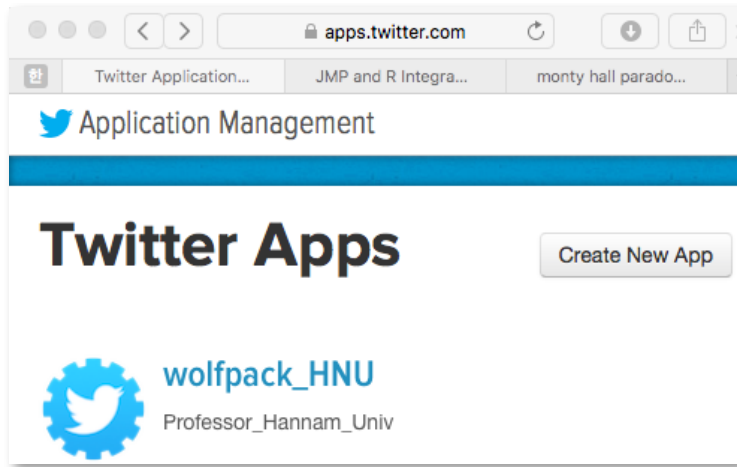 apps.twitter.com
한 Twitter Application... JMP and R Integra... monty hall parado...
Application Management
Twitter Apps
Create New App
wolfpack_HNU
Professor_Hannam_Univ